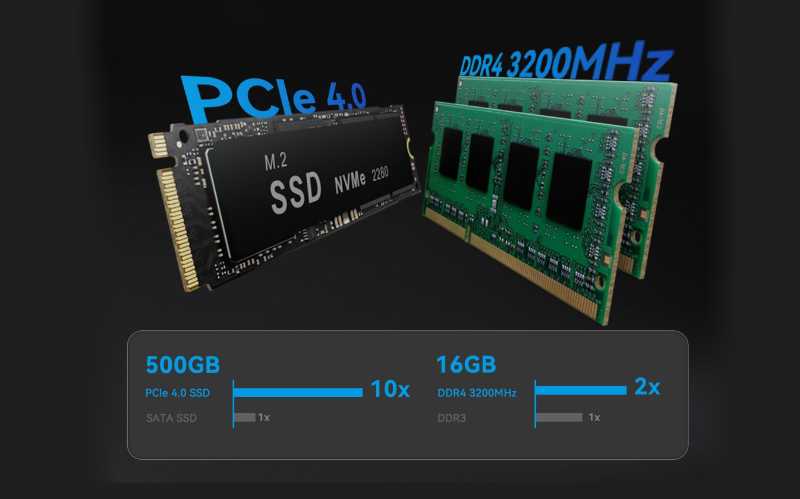 PCIe 4.0
DDR4 3200MHz
M.2
SSD NVMe 2280
500GB
PCIe 4.0 SSD 10x
SATA SSD 1x
16GB
DDR4 3200MHz 2x
DDR3 1x